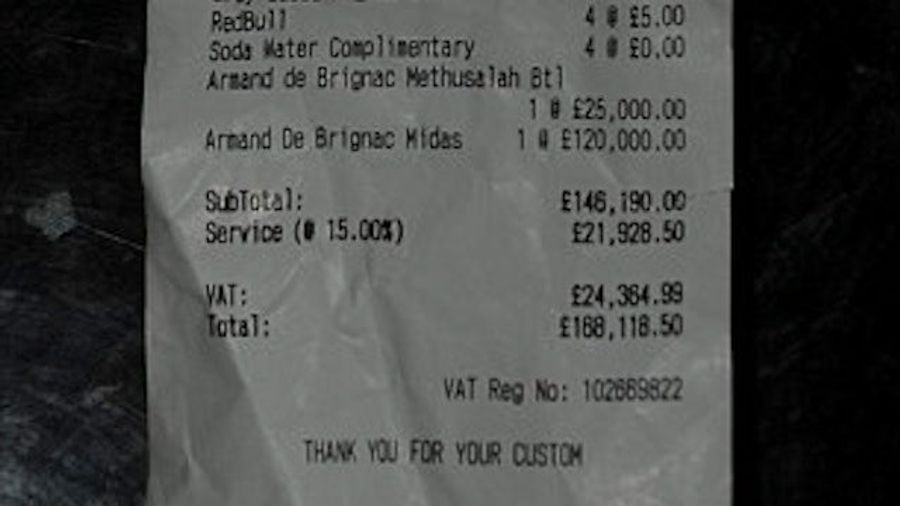 RedBull 4 @ £5.00
Soda Water Complimentary 4 @ £0.00
Armand de Brignac Methusalah Btl
1 @ £25,000.00
Armand De Brignac Midas 1 @ £120,000.00
SubTotal: £146,190.00
Service (@ 15.00%) £21,928.50
VAT: £24,364.99
Total: £168,118.50
VAT Reg No: 102669822
THANK YOU FOR YOUR CUSTOM